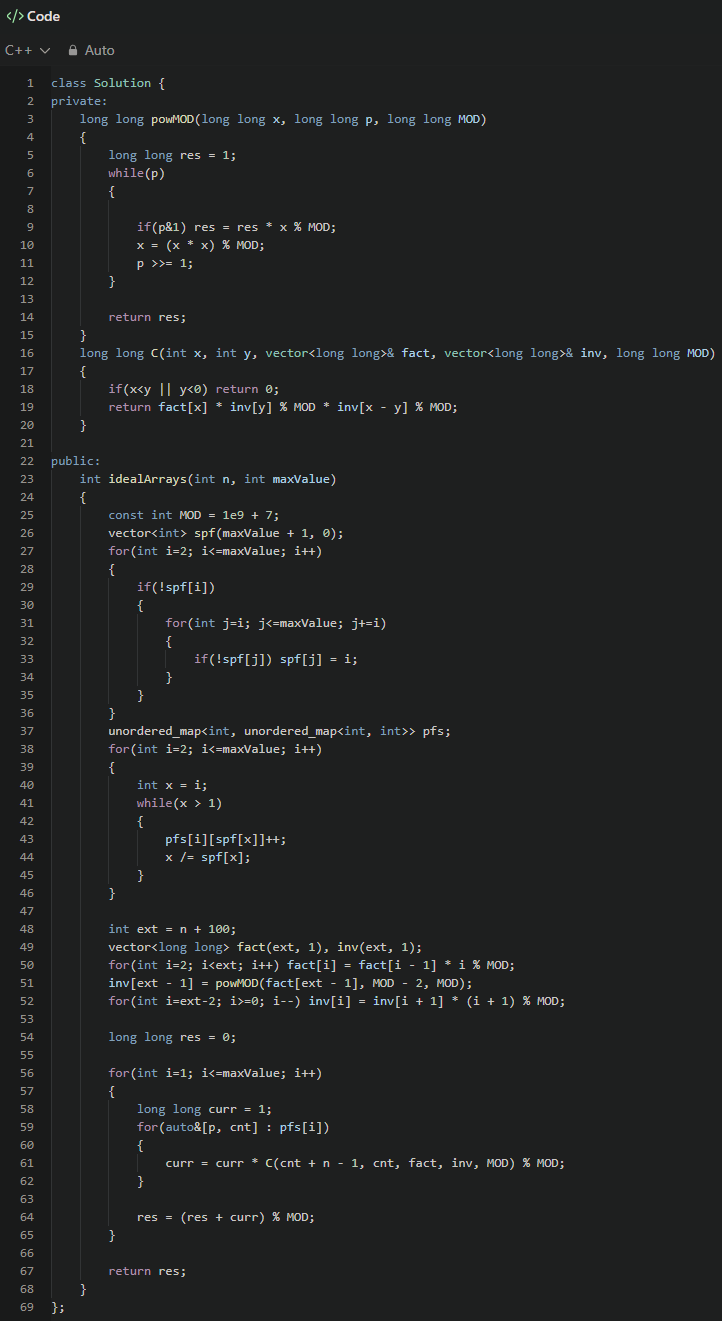 </> Code
C++ Auto
1 class Solution {
2 private:
3     long long powMOD(long long x, long long p, long long MOD)
4     {
5         long long res = 1;
6         while(p)
7         {
8
9             if(p&1) res = res * x % MOD;
10             x = (x * x) % MOD;
11             p >>= 1;
12         }
13
14         return res;
15     }
16     long long C(int x, int y, vector<long long>& fact, vector<long long>& inv, long long MOD)
17     {
18         if(x<y || y<0) return 0;
19         return fact[x] * inv[y] % MOD * inv[x - y] % MOD;
20     }
21
22 public:
23     int idealArrays(int n, int maxValue)
24     {
25         const int MOD = 1e9 + 7;
26         vector<int> spf(maxValue + 1, 0);
27         for(int i=2; i<=maxValue; i++)
28         {
29             if(!spf[i])
30             {
31                 for(int j=i; j<=maxValue; j+=i)
32                 {
33                     if(!spf[j]) spf[j] = i;
34                 }
35             }
36         }
37         unordered_map<int, unordered_map<int, int>> pfs;
38         for(int i=2; i<=maxValue; i++)
39         {
40             int x = i;
41             while(x > 1)
42             {
43                 pfs[i][spf[x]]++;
44                 x /= spf[x];
45             }
46         }
47
48         int ext = n + 100;
49         vector<long long> fact(ext, 1), inv(ext, 1);
50         for(int i=2; i<ext; i++) fact[i] = fact[i - 1] * i % MOD;
51         inv[ext - 1] = powMOD(fact[ext - 1], MOD - 2, MOD);
52         for(int i=ext-2; i>=0; i--) inv[i] = inv[i + 1] * (i + 1) % MOD;
53
54         long long res = 0;
55
56         for(int i=1; i<=maxValue; i++)
57         {
58             long long curr = 1;
59             for(auto&[p, cnt] : pfs[i])
60             {
61                 curr = curr * C(cnt + n - 1, cnt, fact, inv, MOD) % MOD;
62             }
63
64             res = (res + curr) % MOD;
65         }
66
67         return res;
68     }
69 };